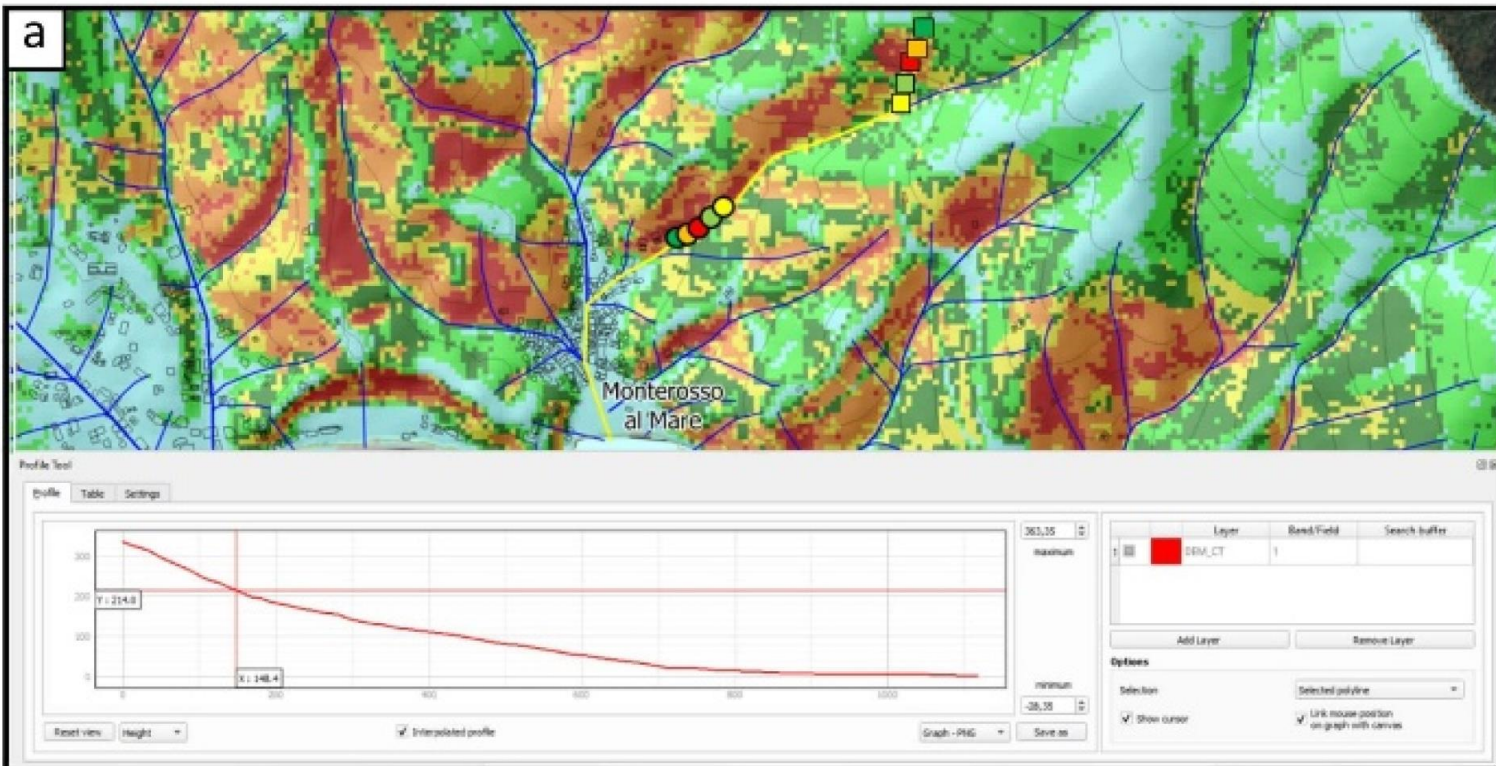 a
Monterosso
al Mare
Profile Tool
Profile Table Settings
363,35
maximum
300
200
100
0
Y : 214.0
X : 148.4
0 200 400 600 800 1000
minimum
-28,35
Reset view Height Interpolated profile Graph - PNG Save as
Layer Band/Field Search buffer
1 DEM_CT 1
Add Layer Remove Layer
Options
Selection Selected polyline
Show cursor Link mouse position
on graph with canvas